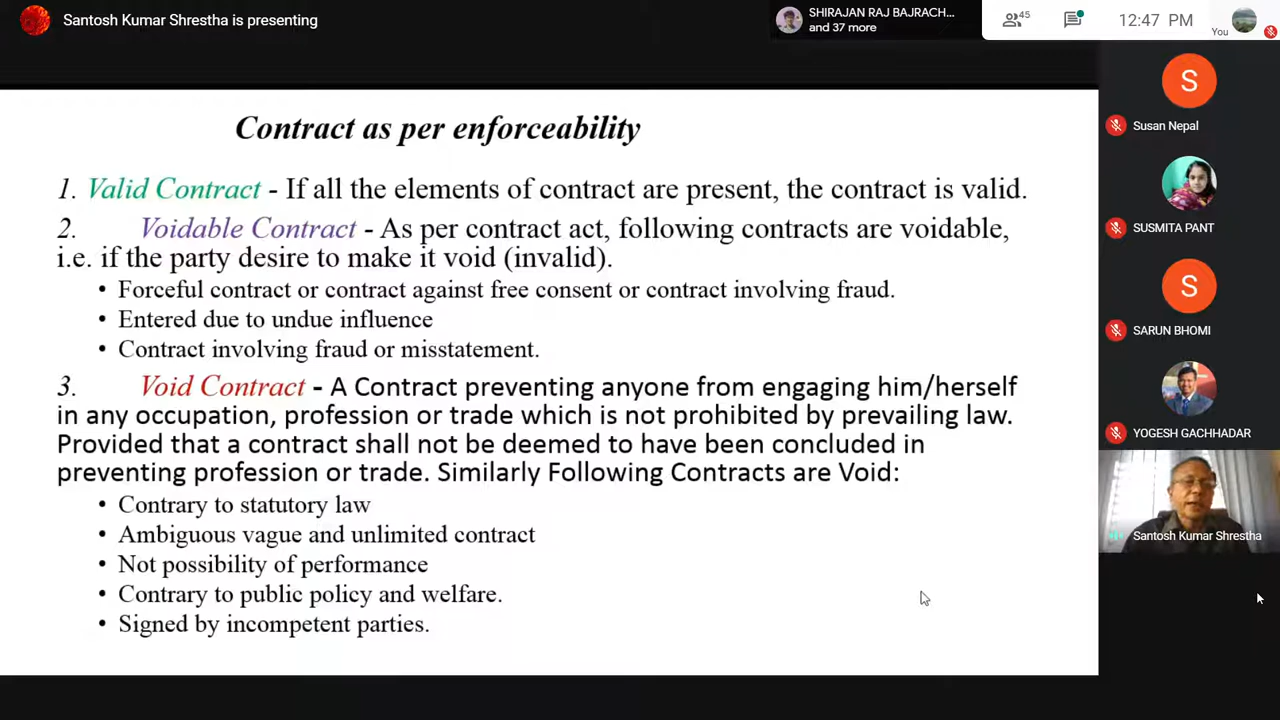 Santosh Kumar Shrestha is presenting
SHIRAJAN RAJ BAJRACH...
and 37 more
45
12:47 PM
You
Contract as per enforceability
1. Valid Contract - If all the elements of contract are present, the contract is valid.
2. Voidable Contract - As per contract act, following contracts are voidable,
i.e. if the party desire to make it void (invalid).
• Forceful contract or contract against free consent or contract involving fraud.
• Entered due to undue influence
• Contract involving fraud or misstatement.
3. Void Contract - A Contract preventing anyone from engaging him/herself
in any occupation, profession or trade which is not prohibited by prevailing law.
Provided that a contract shall not be deemed to have been concluded in
preventing profession or trade. Similarly Following Contracts are Void:
• Contrary to statutory law
• Ambiguous vague and unlimited contract
• Not possibility of performance
• Contrary to public policy and welfare.
• Signed by incompetent parties.
S
Susan Nepal
SUSMITA PANT
S
SARUN BHOMI
YOGESH GACHHADAR
Santosh Kumar Shrestha